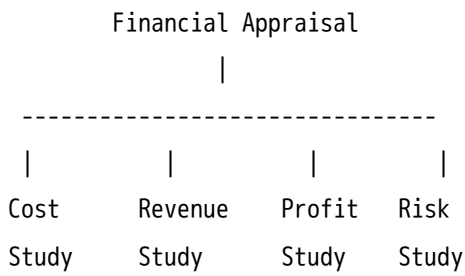 Financial Appraisal
|
--------------------------------
| | | |
Cost Revenue Profit Risk
Study Study Study Study